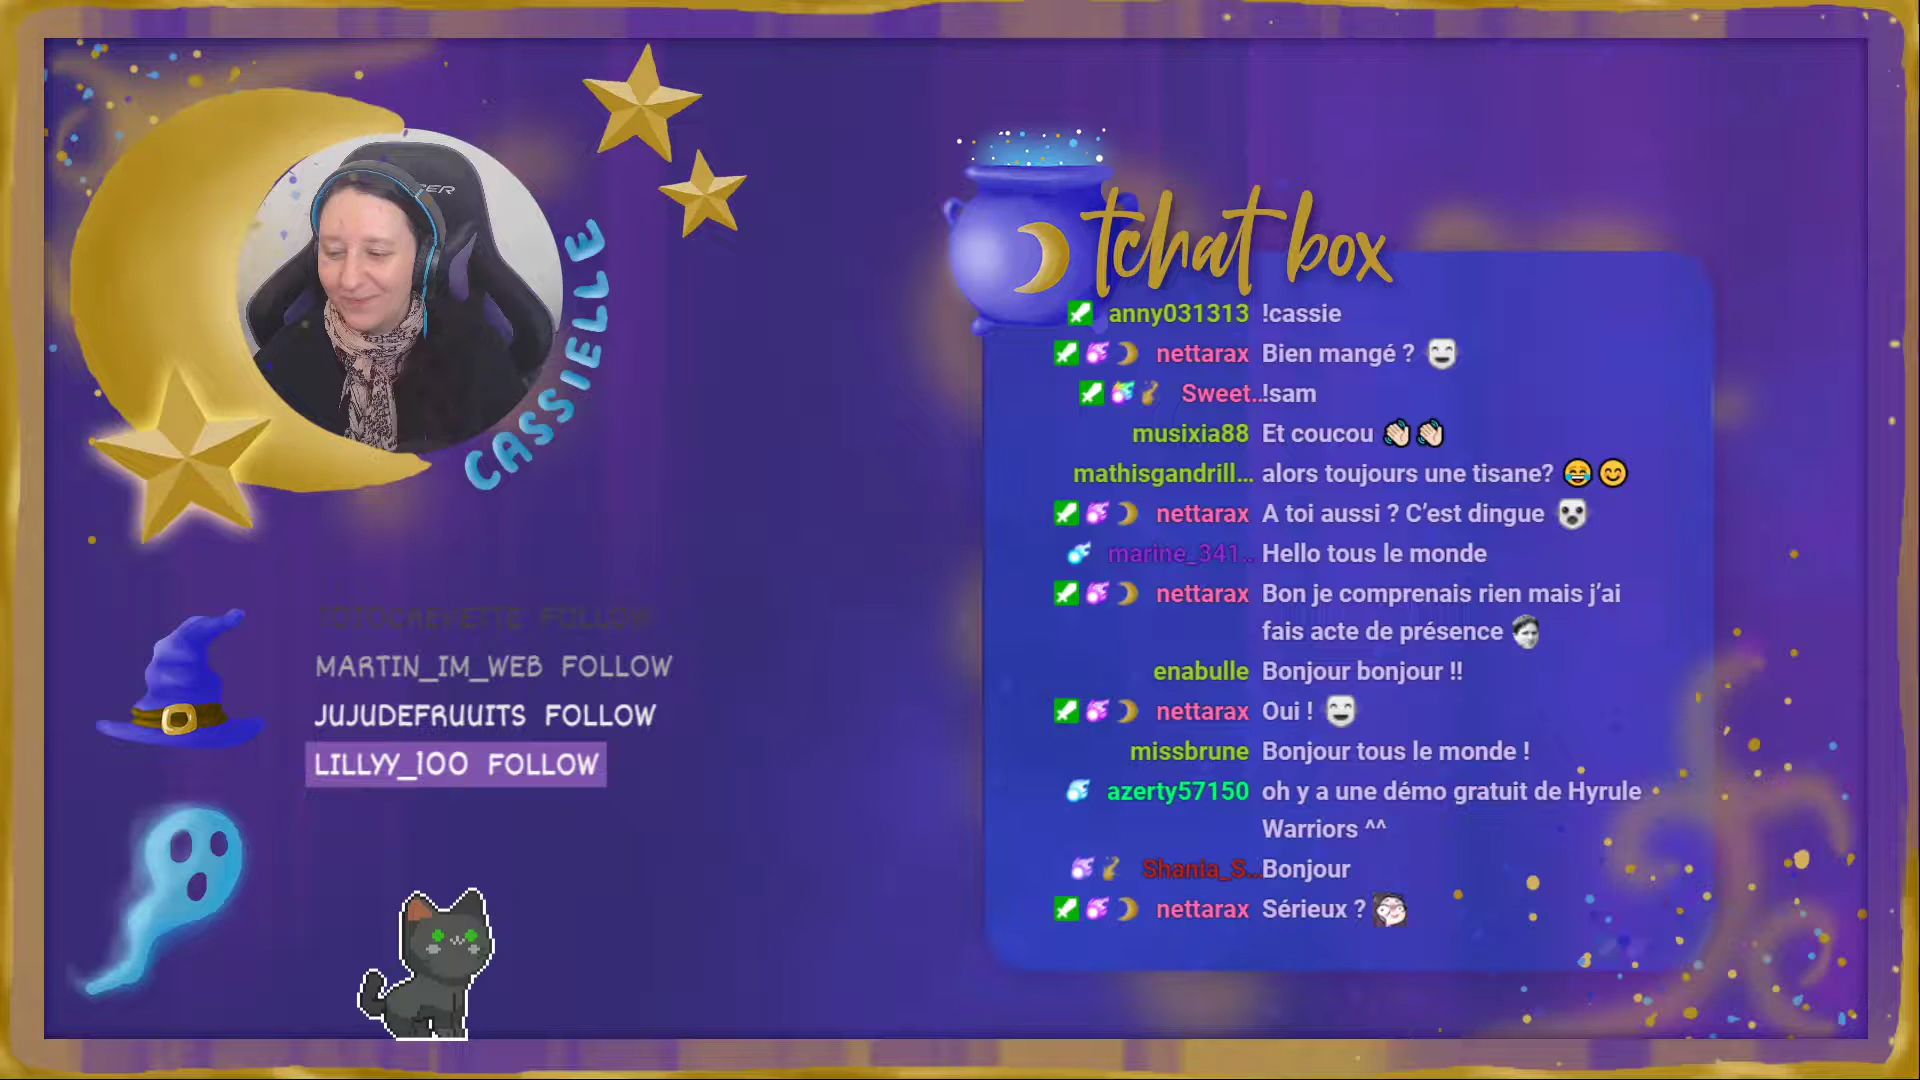 CASSIELLE
TOTOCREVETTE FOLLOW
MARTIN_IM_WEB FOLLOW
JUJUDEFRUUITS FOLLOW
LILLYY_100 FOLLOW
tchat box
anny031313 !cassie
nettarax Bien mangé ?
Sweet.. !sam
musixia88 Et coucou 👋🏻 👋🏻
mathisgandrill... alors toujours une tisane? 😂 😊
nettarax A toi aussi ? C’est dingue
marine_341... Hello tous le monde
nettarax Bon je comprenais rien mais j’ai
fais acte de présence
enabulle Bonjour bonjour !!
nettarax Oui !
missbrune Bonjour tous le monde !
azerty57150 oh y a une démo gratuit de Hyrule
Warriors ^^
Shania_S... Bonjour
nettarax Sérieux ?